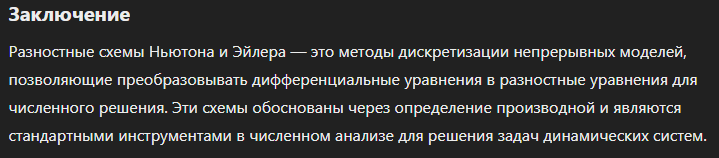 Заключение
Разностные схемы Ньютона и Эйлера — это методы дискретизации непрерывных моделей,
позволяющие преобразовывать дифференциальные уравнения в разностные уравнения для
численного решения. Эти схемы обоснованы через определение производной и являются
стандартными инструментами в численном анализе для решения задач динамических систем.